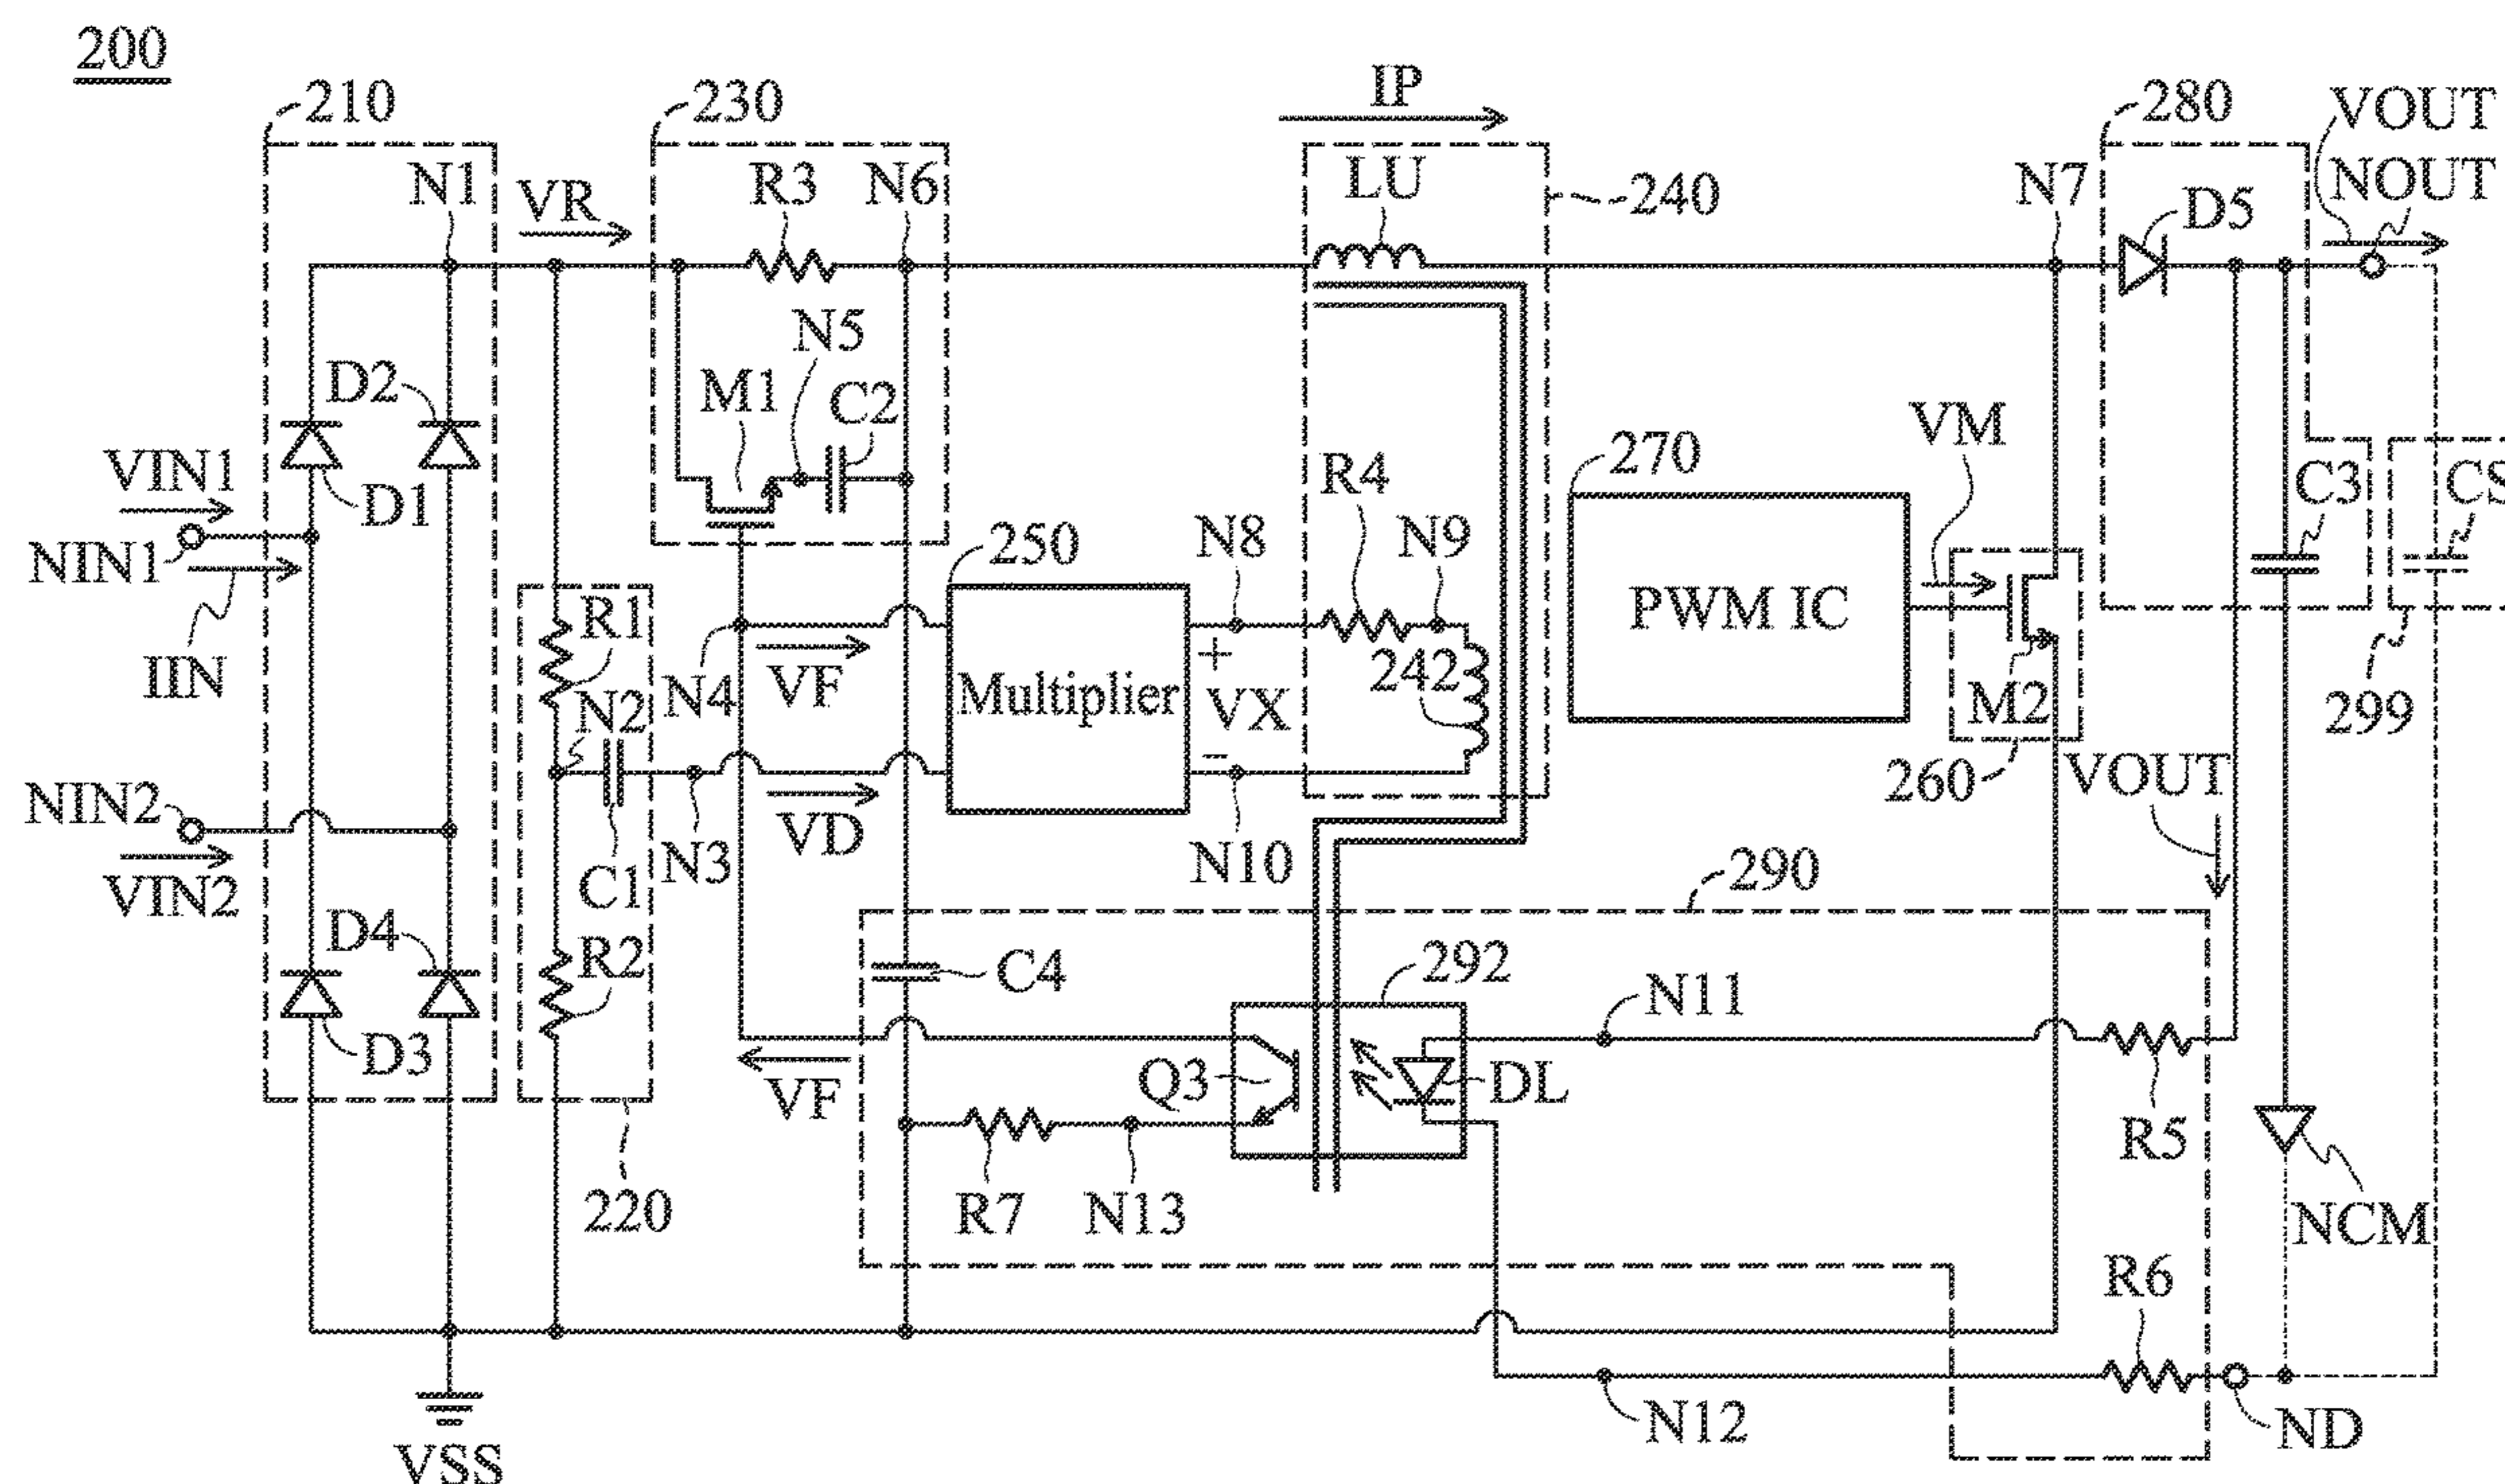 200
210
230
IP
280
VOUT
N1
VR
R3
N6
LU
240
N7
NOUT
D5
N5
D2
M1
C2
VM
VIN1
270
R4
C3
D1
250
N8
N9
NIN1
R1
PWM IC
IIN
N4
VF
Multiplier
+
VX
242
M2
299
N2
-
260
VOUT
NIN2
VD
C1
N3
N10
290
VIN2
D4
R2
C4
292
N11
D3
VF
Q3
DL
R5
220
R7
N13
NCM
R6
N12
ND
VSS